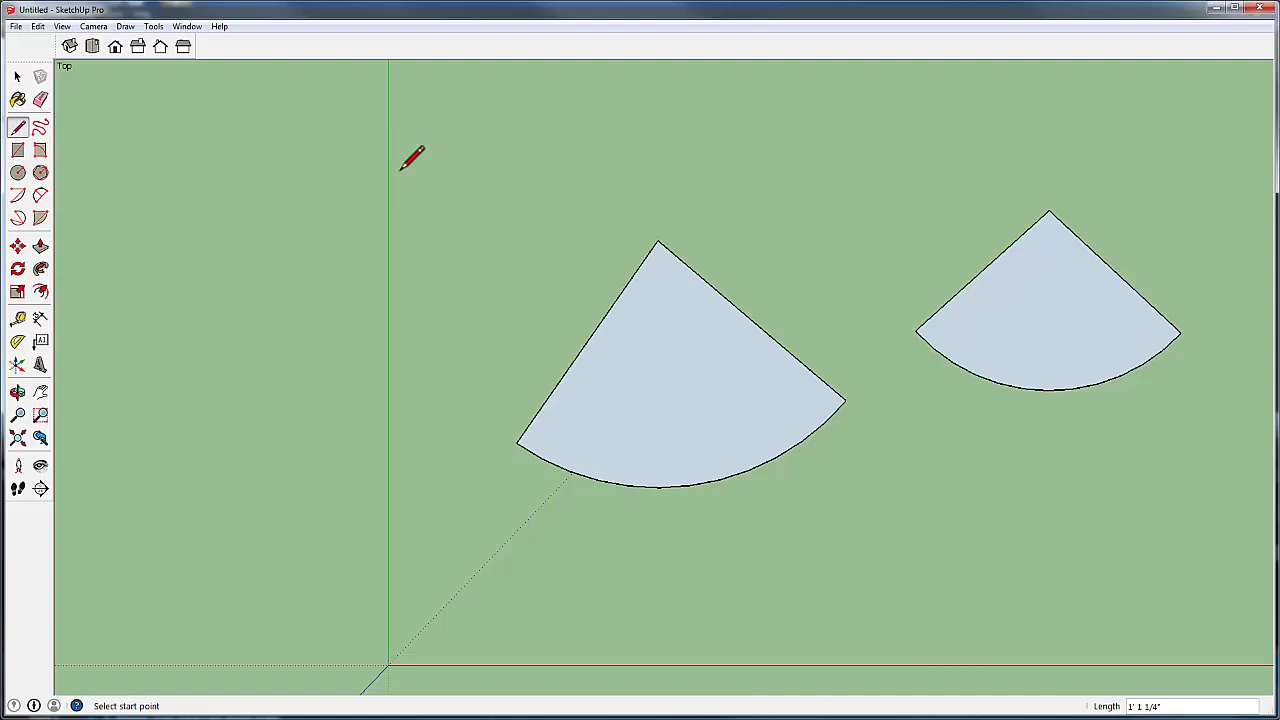 Untitled - SketchUp Pro
File Edit View Camera Draw Tools Window Help
Top
A1
Select start point
Length 1' 1 1/4"